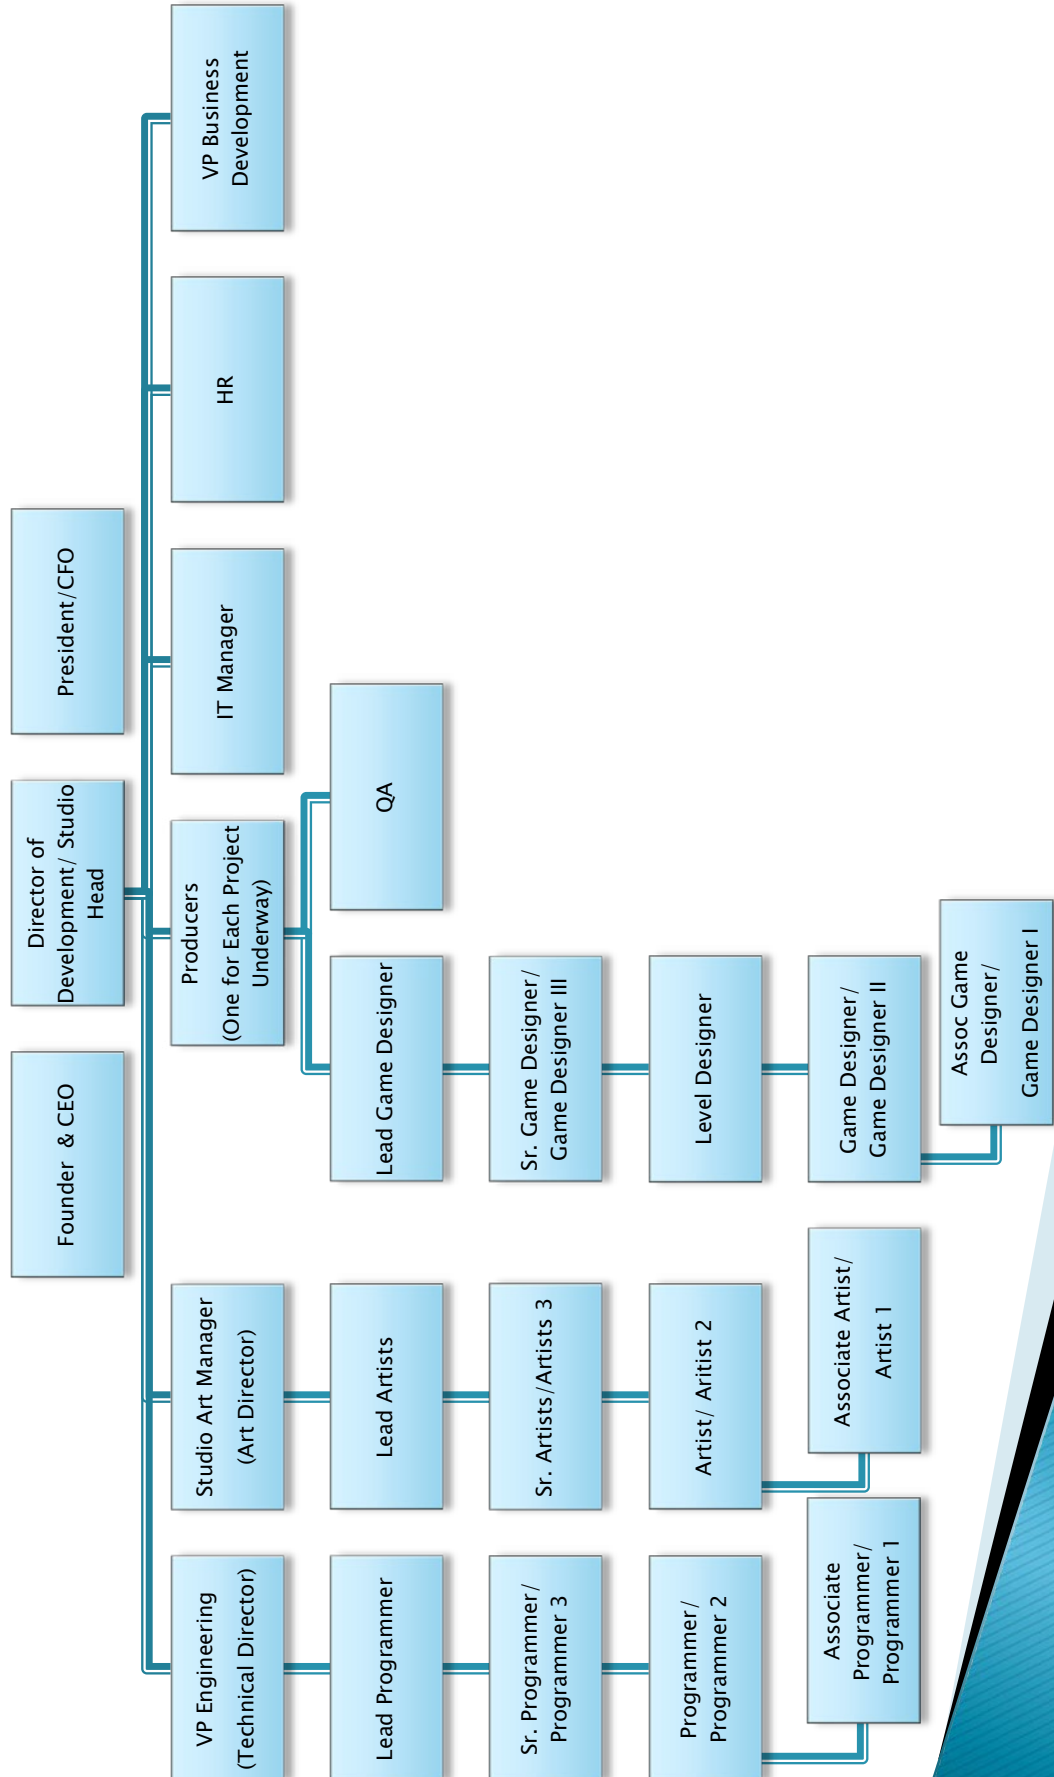 Founder & CEO
Director of
Development/ Studio
Head
President/CFO
VP Engineering
(Technical Director)
Studio Art Manager
(Art Director)
Producers
(One for Each Project
Underway)
IT Manager
HR
VP Business
Development
Lead Programmer
Lead Artists
Lead Game Designer
QA
Sr. Programmer/
Programmer 3
Sr. Artists/Artists 3
Sr. Game Designer/
Game Designer III
Programmer/
Programmer 2
Artist/ Aritist 2
Level Designer
Associate
Programmer/
Programmer 1
Associate Artist/
Artist 1
Game Designer/
Game Designer II
Assoc Game
Designer/
Game Designer I